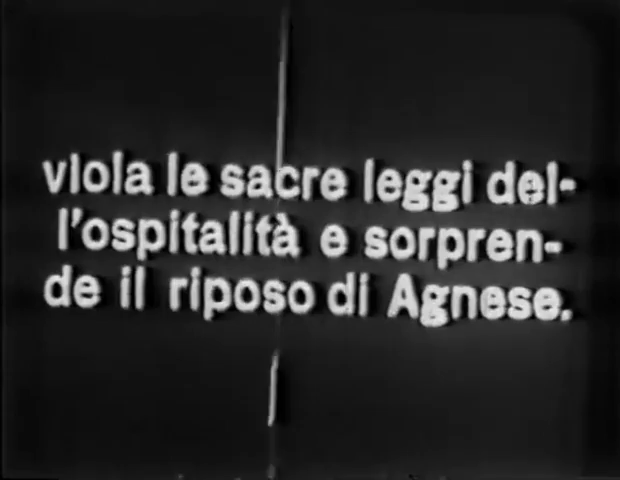 viola le sacre leggi del-
l'ospitalità e sorpren-
de il riposo di Agnese.